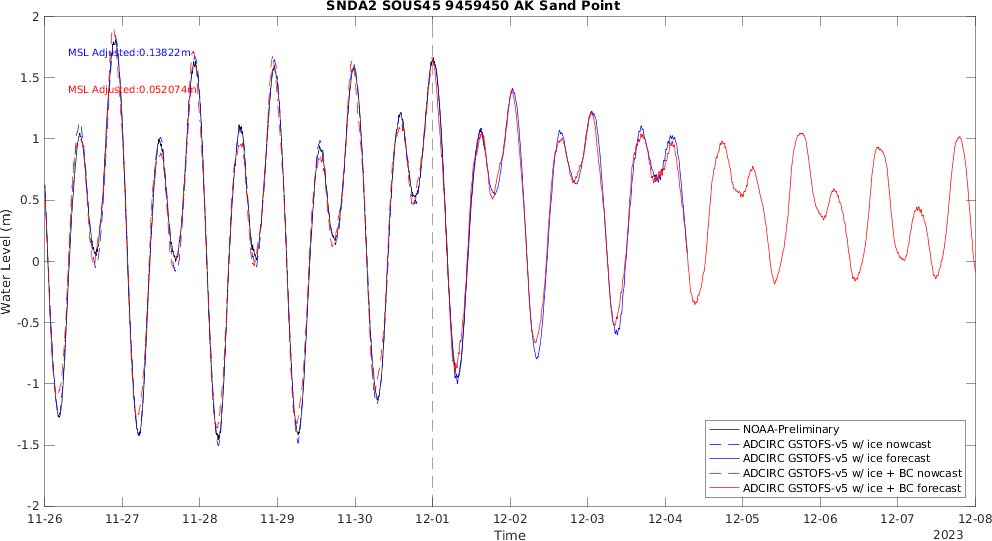 SNDA2 SOUS45 9459450 AK Sand Point
2
1.5
1
0.5
0
-0.5
-1
-1.5
-2
Water Level (m)
MSL Adjusted:0.13822m
MSL Adjusted:0.052074m
NOAA-Preliminary
ADCIRC GSTOFS-v5 w/ ice nowcast
ADCIRC GSTOFS-v5 w/ ice forecast
ADCIRC GSTOFS-v5 w/ ice + BC nowcast
ADCIRC GSTOFS-v5 w/ ice + BC forecast
11-26 11-27 11-28 11-29 11-30 12-01 12-02 12-03 12-04 12-05 12-06 12-07 12-08
Time
2023